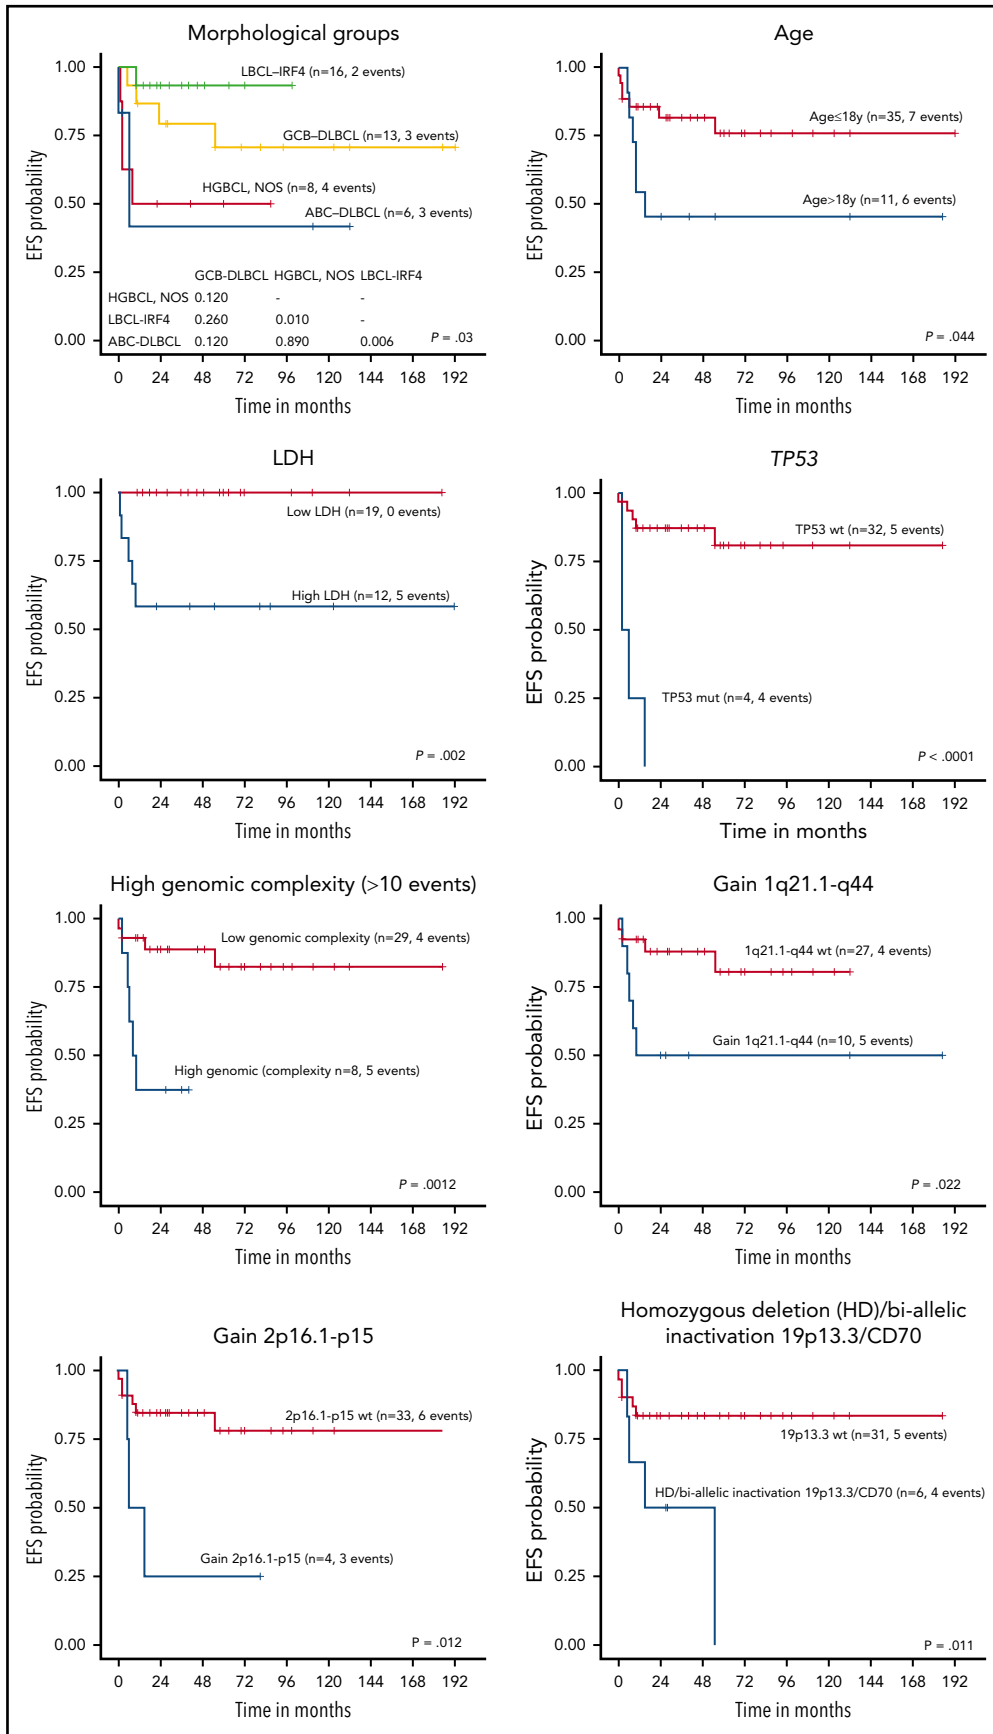 Morphological groups
EFS probability
1.00
0.75
0.50
0.25
0.00
LBCL–IRF4 (n=16, 2 events)
GCB–DLBCL (n=13, 3 events)
HGBCL, NOS (n=8, 4 events)
ABC–DLBCL (n=6, 3 events)
GCB-DLBCL HGBCL, NOS LBCL-IRF4
HGBCL, NOS 0.120 - -
LBCL-IRF4 0.260 0.010 -
ABC-DLBCL 0.120 0.890 0.006
P = .03
0 24 48 72 96 120 144 168 192
Time in months
Age
EFS probability
1.00
0.75
0.50
0.25
0.00
Age≤18y (n=35, 7 events)
Age>18y (n=11, 6 events)
P = .044
0 24 48 72 96 120 144 168 192
Time in months
LDH
EFS probability
1.00
0.75
0.50
0.25
0.00
Low LDH (n=19, 0 events)
High LDH (n=12, 5 events)
P = .002
0 24 48 72 96 120 144 168 192
Time in months
TP53
EFS probability
1.00
0.75
0.50
0.25
0.00
TP53 wt (n=32, 5 events)
TP53 mut (n=4, 4 events)
P < .0001
0 24 48 72 96 120 144 168 192
Time in months
High genomic complexity (>10 events)
EFS probability
1.00
0.75
0.50
0.25
0.00
Low genomic complexity (n=29, 4 events)
High genomic (complexity n=8, 5 events)
P = .0012
0 24 48 72 96 120 144 168 192
Time in months
Gain 1q21.1-q44
EFS probability
1.00
0.75
0.50
0.25
0.00
1q21.1-q44 wt (n=27, 4 events)
Gain 1q21.1-q44 (n=10, 5 events)
P = .022
0 24 48 72 96 120 144 168 192
Time in months
Gain 2p16.1-p15
EFS probability
1.00
0.75
0.50
0.25
0.00
2p16.1-p15 wt (n=33, 6 events)
Gain 2p16.1-p15 (n=4, 3 events)
P = .012
0 24 48 72 96 120 144 168 192
Time in months
Homozygous deletion (HD)/bi-allelic
inactivation 19p13.3/CD70
EFS probability
1.00
0.75
0.50
0.25
0.00
19p13.3 wt (n=31, 5 events)
HD/bi-allelic inactivation 19p13.3/CD70 (n=6, 4 events)
P = .011
0 24 48 72 96 120 144 168 192
Time in months